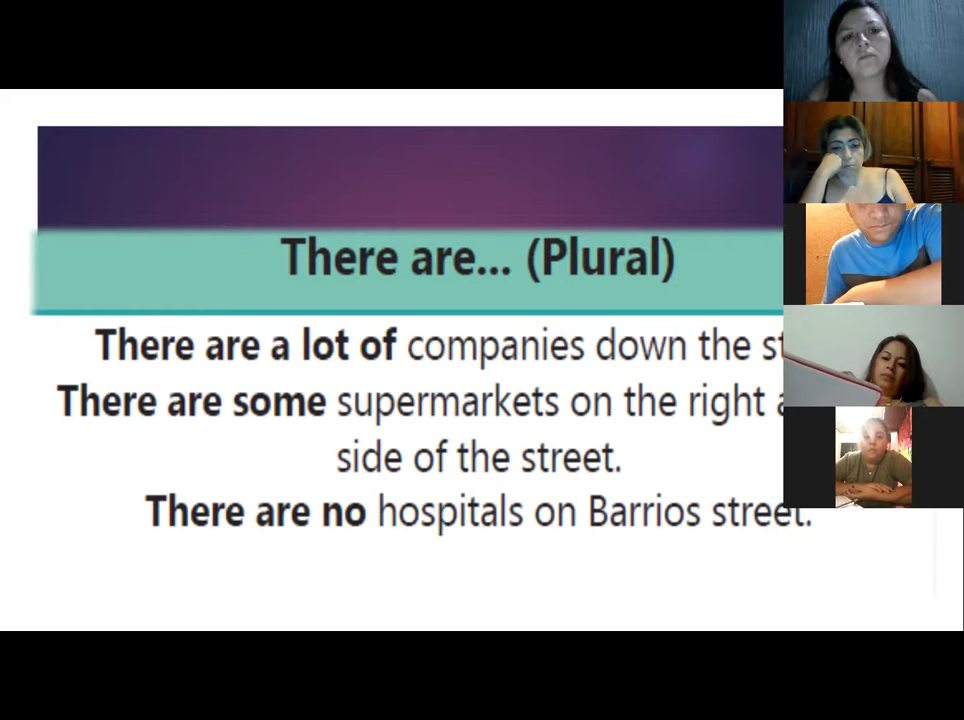 There are... (Plural)
There are a lot of companies down the
There are some supermarkets on the right
side of the street.
There are no hospitals on Barrios street.